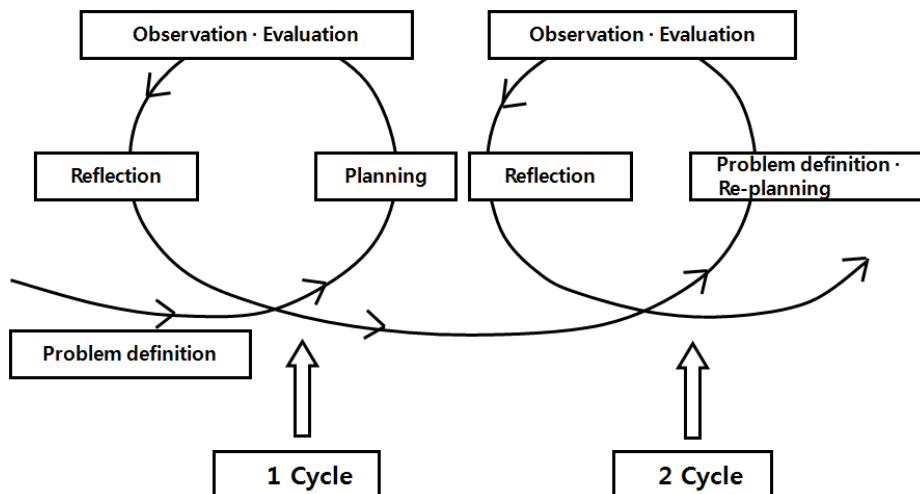 Observation · Evaluation
Observation · Evaluation
Reflection
Planning
Reflection
Problem definition ·
Re-planning
Problem definition
1 Cycle
2 Cycle